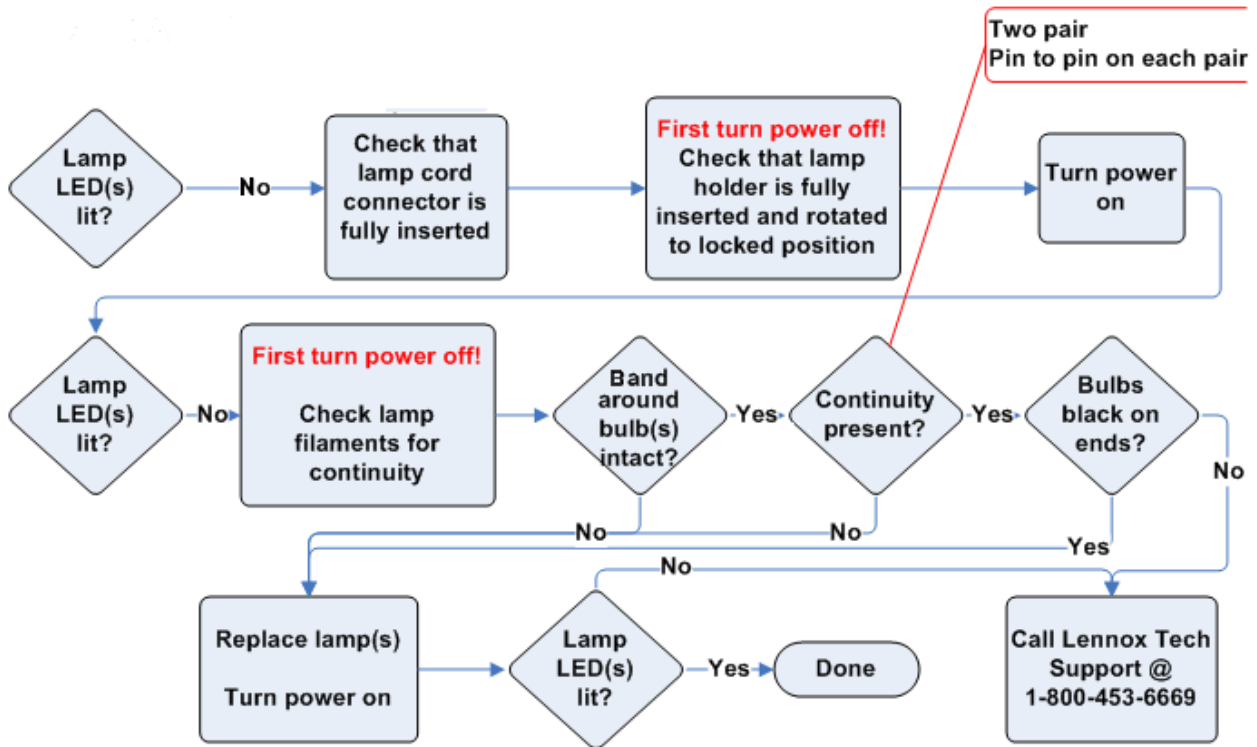 Two pair
Pin to pin on each pair
Lamp
LED(s)
lit?
No
Check that
lamp cord
connector is
fully inserted
First turn power off!
Check that lamp
holder is fully
inserted and rotated
to locked position
Turn power
on
Lamp
LED(s)
lit?
No
First turn power off!
Check lamp
filaments for
continuity
Band
around
bulb(s)
intact?
Yes
Continuity
present?
Yes
Bulbs
black on
ends?
No
No
No
Yes
No
Replace lamp(s)
Turn power on
Lamp
LED(s)
lit?
Yes
Done
Call Lennox Tech
Support @
1-800-453-6669